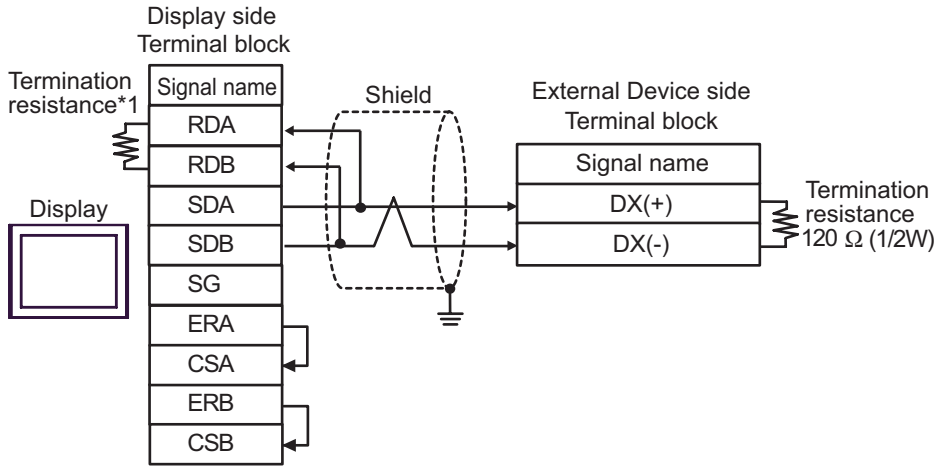 Display side
Terminal block
Termination
resistance*1
Signal name
RDA
RDB
SDA
SDB
SG
ERA
CSA
ERB
CSB
Display
Shield
External Device side
Terminal block
Signal name
DX(+)
DX(-)
Termination
resistance
120 Ω (1/2W)